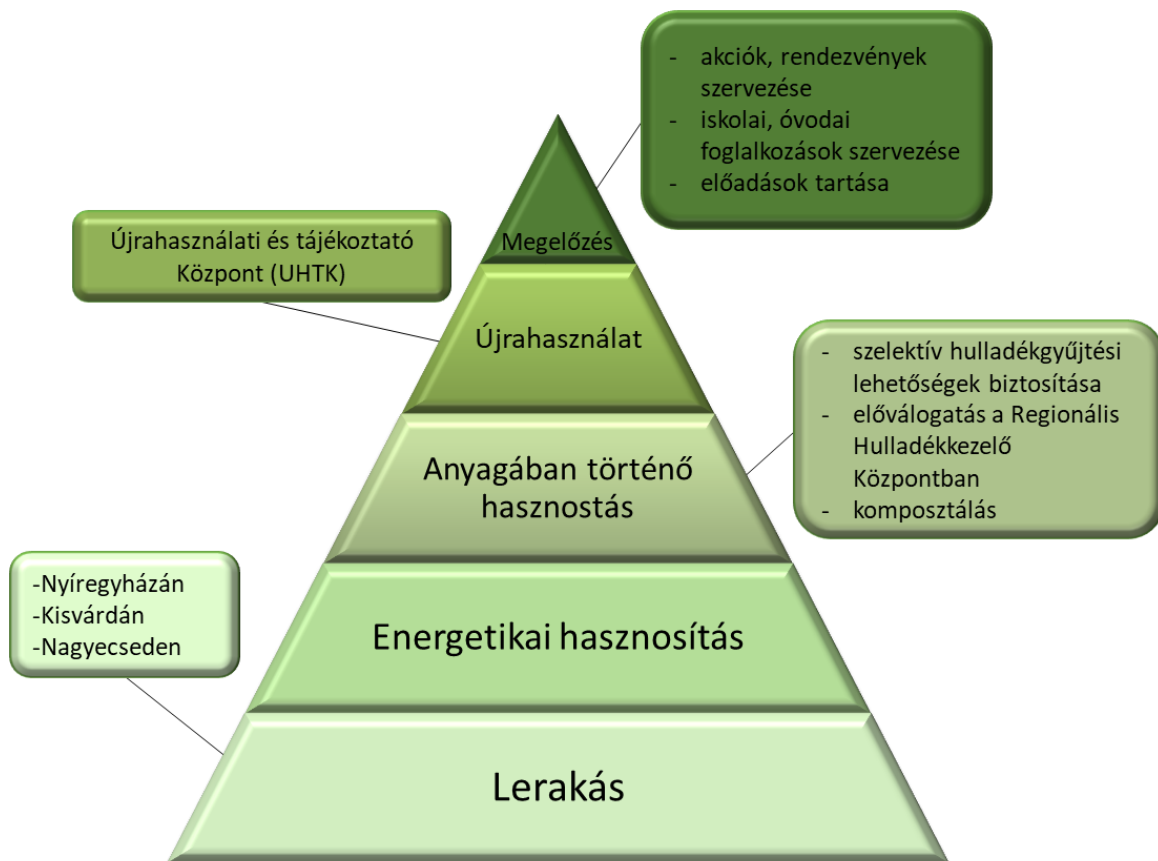 - akciók, rendezvények
szervezése
- iskolai, óvodai
foglalkozások szervezése
- előadások tartása
Megelőzés
Újrahasználati és tájékoztató
Központ (UHTK)
Újrahasználat
- szelektív hulladékgyűjtési
lehetőségek biztosítása
- előválogatás a Regionális
Hulladékkezelő
Központban
- komposztálás
Anyagában történő
hasznostás
-Nyíregyházán
-Kisvárdán
-Nagyecseden
Energetikai hasznosítás
Lerakás